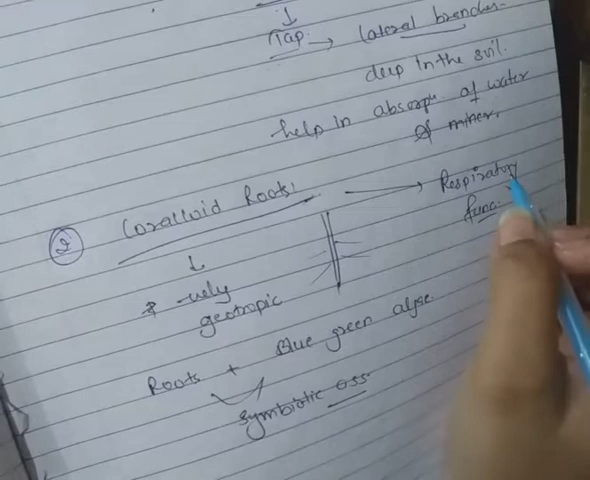 Tap. → lateral branches-
deep in the soil.
help in absorp. of water
of miner.
② Coralloid Roots. → Respiratory
func.
↓
-vely
geotropic
Roots + Blue green algae.
symbiotic ass